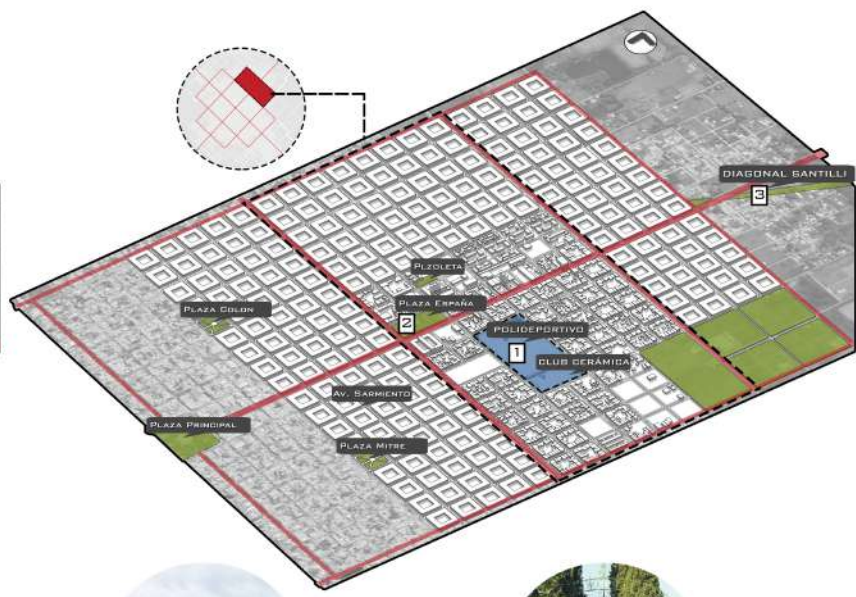 DIAGONAL SANTILLI
3
PLZOLETA
PLAZA COLON
PLAZA ESPAÑA
2
POLIDEPORTIVO
1
CLUB CERÁMICA
AV. SARMIENTO
PLAZA PRINCIPAL
PLAZA MITRE